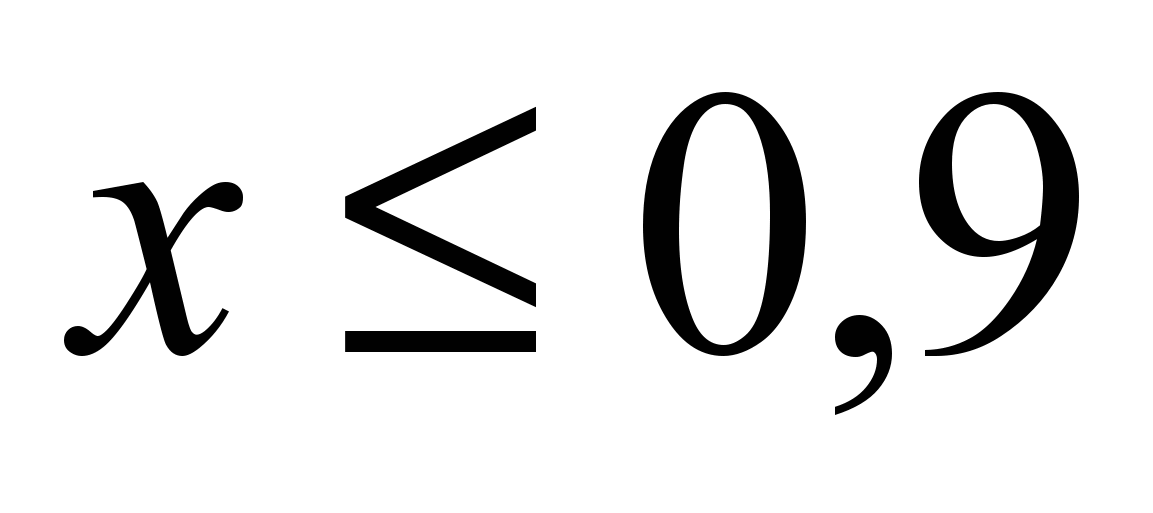 x ≤ 0,9